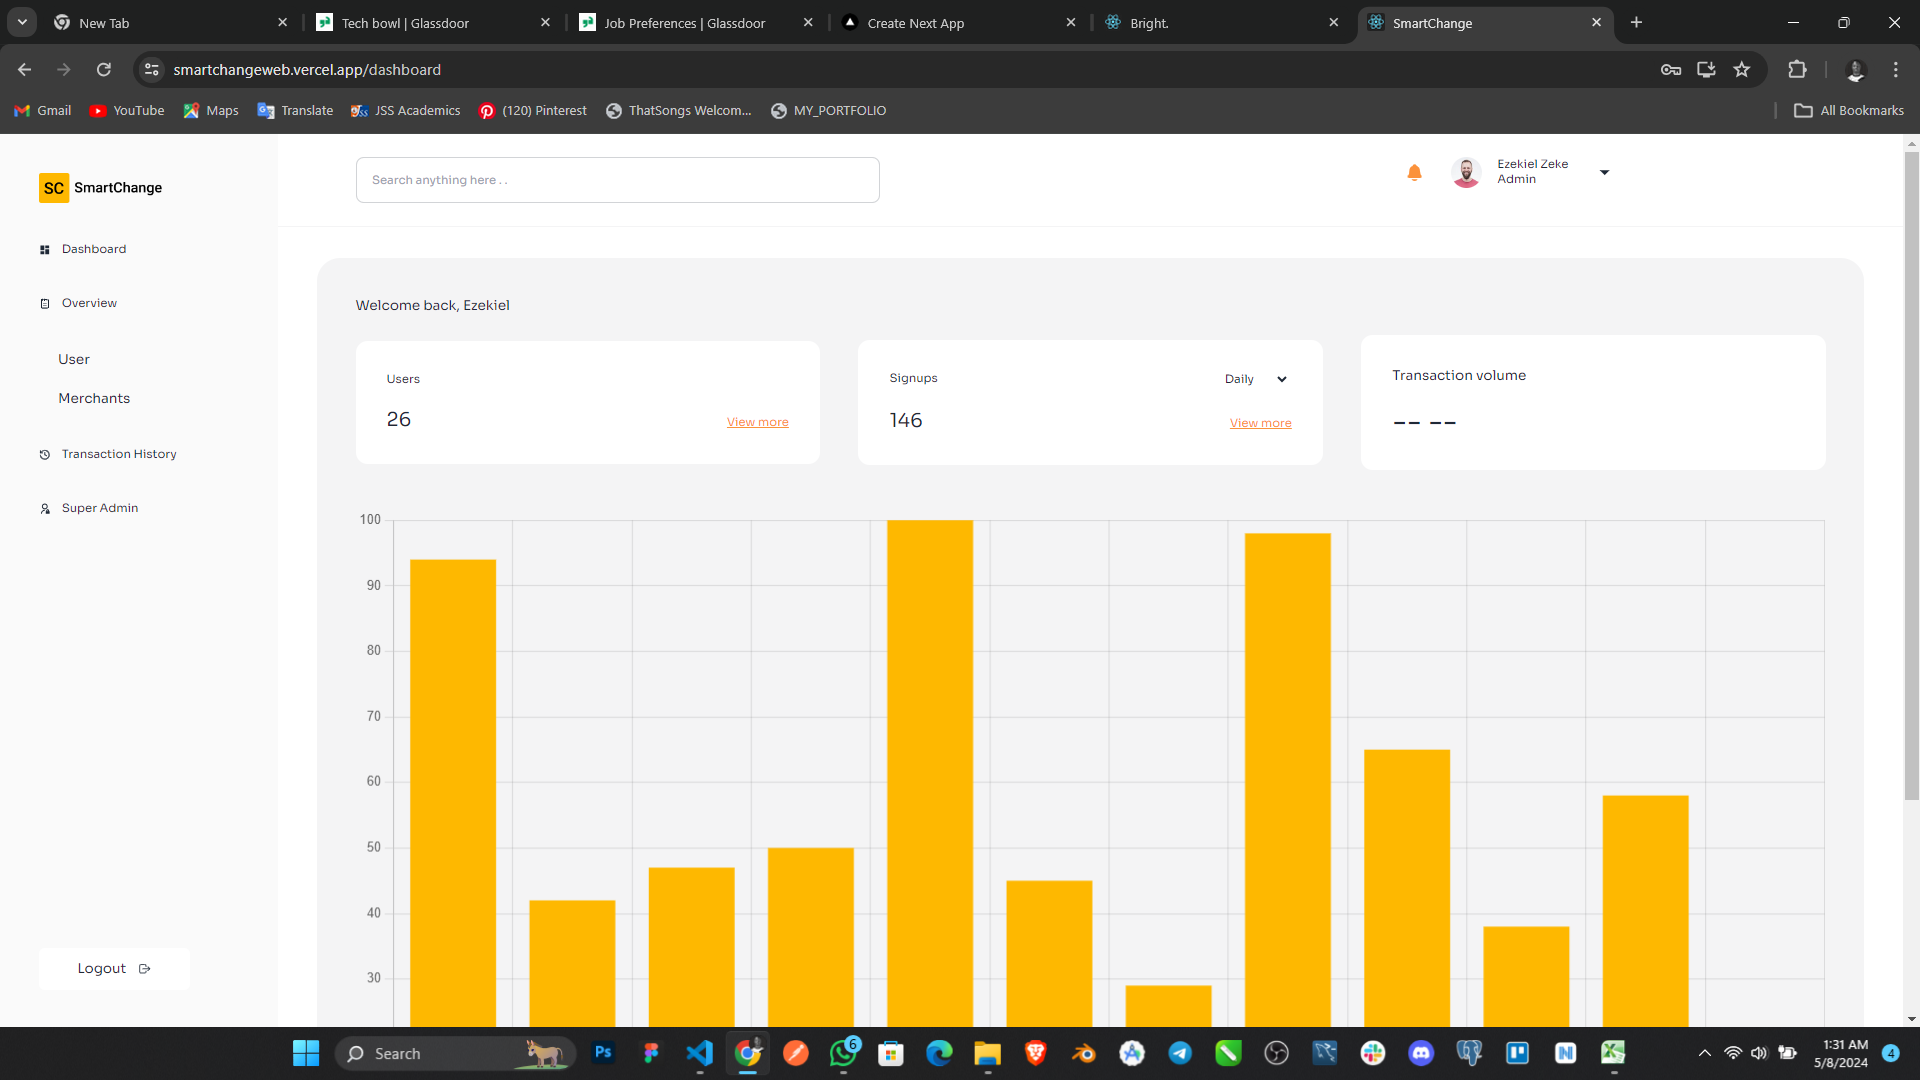 New Tab
Tech bowl | Glassdoor
Job Preferences | Glassdoor
Create Next App
Bright.
SmartChange
smartchangeweb.vercel.app/dashboard
Gmail
YouTube
Maps
Translate
JSS Academics
(120) Pinterest
ThatSongs Welcom...
MY_PORTFOLIO
All Bookmarks
SC SmartChange
Search anything here . .
Ezekiel Zeke
Admin
Dashboard
Overview
User
Merchants
Transaction History
Super Admin
Logout
Welcome back, Ezekiel
Users
26
View more
Signups
Daily
146
View more
Transaction volume
-- --
100
90
80
70
60
50
40
30
Search
Ps
6
1:31 AM
5/8/2024
4